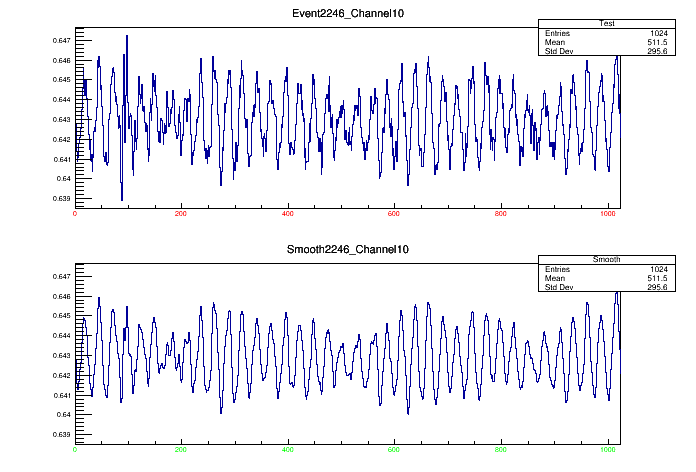 Event2246_Channel10
Test
Entries 1024
Mean 511.5
Std Dev 295.6
0.647
0.646
0.645
0.644
0.643
0.642
0.641
0.64
0.639
0 200 400 600 800 1000
Smooth2246_Channel10
Smooth
Entries 1024
Mean 511.5
Std Dev 295.6
0.647
0.646
0.645
0.644
0.643
0.642
0.641
0.64
0.639
0 200 400 600 800 1000